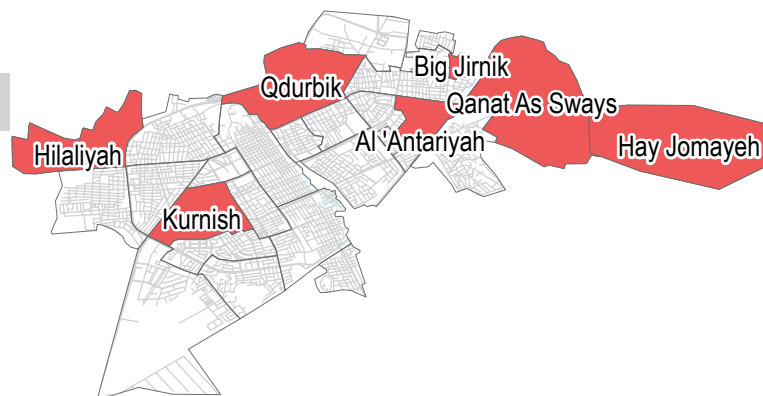 Big Jirnik
Qdurbik
Qanat As Sways
Al 'Antariyah
Hay Jomayeh
Hilaliyah
Kurnish